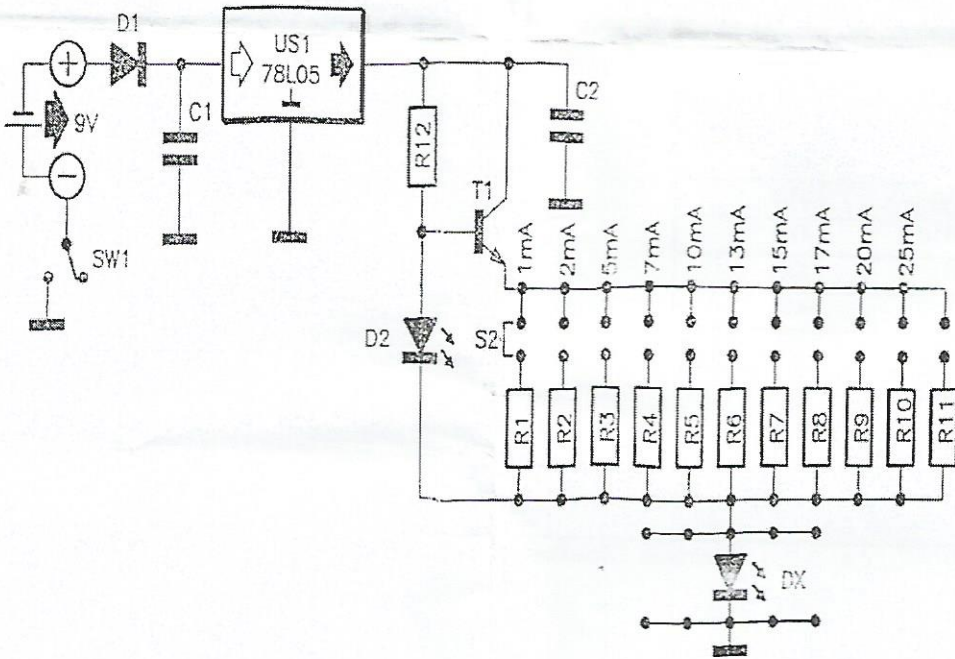 D1
US1
78L05
+
9V
-
C1
C2
R12
T1
SW1
1mA
2mA
5mA
7mA
10mA
13mA
15mA
17mA
20mA
25mA
D2
S2
R1
R2
R3
R4
R5
R6
R7
R8
R9
R10
R11
DX